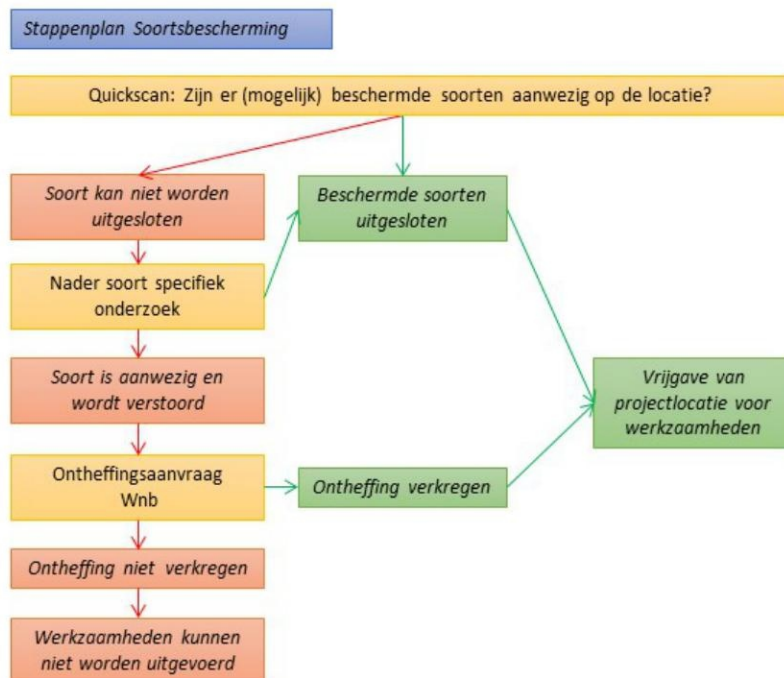 Stappenplan Soortsbescherming
Quickscan: Zijn er (mogelijk) beschermde soorten aanwezig op de locatie?
Soort kan niet worden
uitgesloten
Beschermde soorten
uitgesloten
Nader soort specifiek
onderzoek
Soort is aanwezig en
wordt verstoord
Vrijgave van
projectlocatie voor
werkzaamheden
Ontheffingsaanvraag
Wnb
Ontheffing verkregen
Ontheffing niet verkregen
Werkzaamheden kunnen
niet worden uitgevoerd